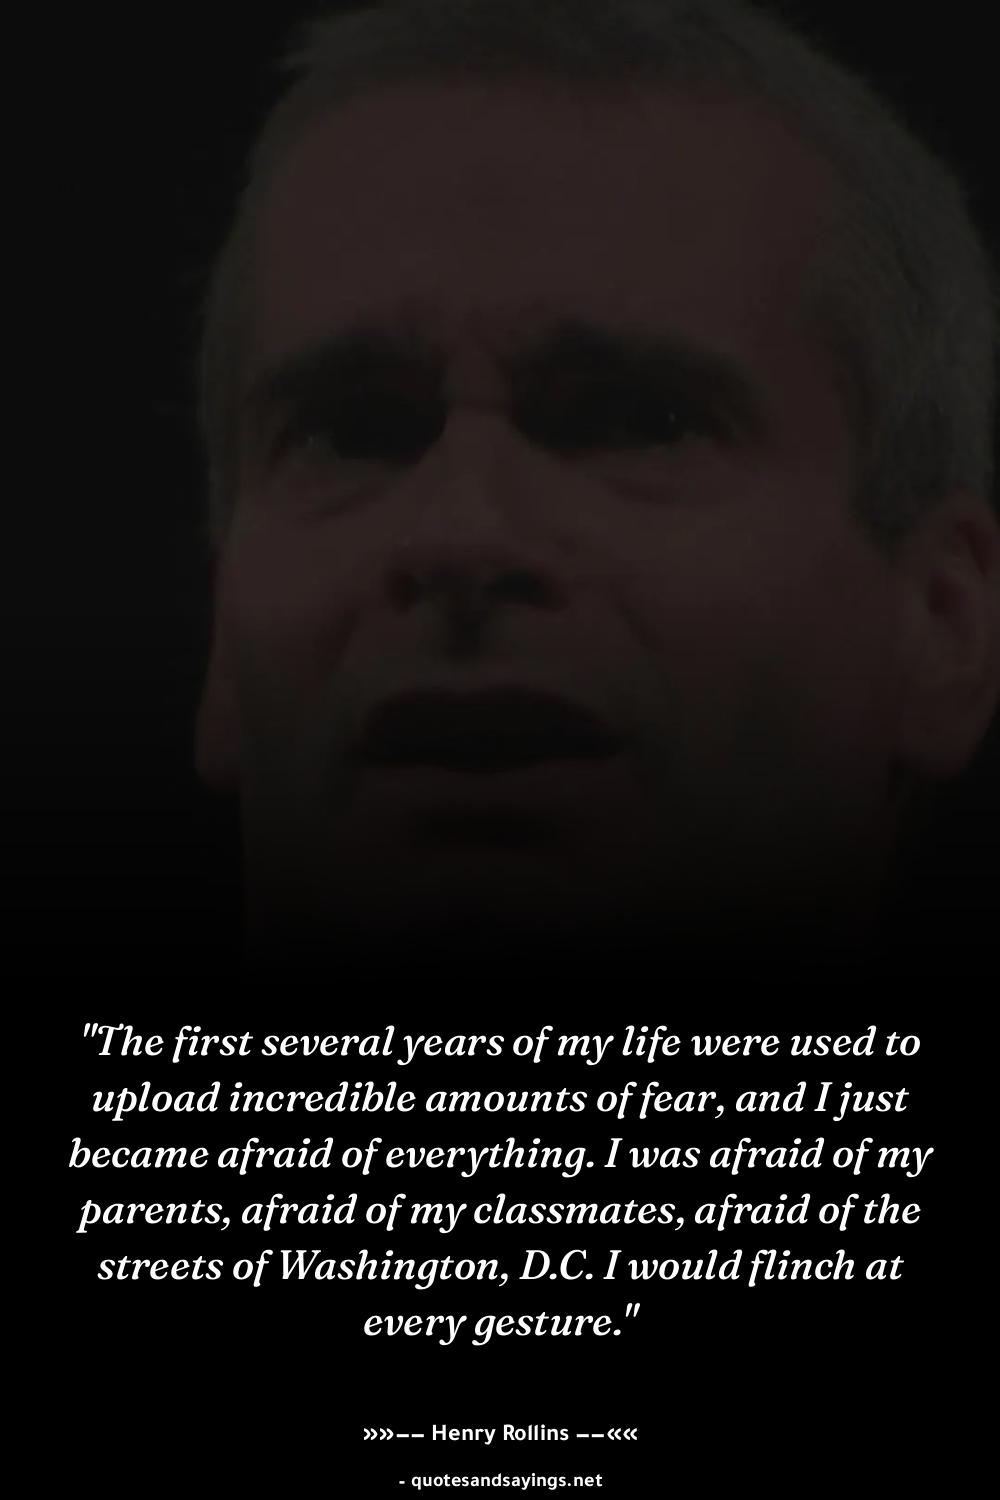 "The first several years of my life were used to
upload incredible amounts of fear, and I just
became afraid of everything. I was afraid of my
parents, afraid of my classmates, afraid of the
streets of Washington, D.C. I would flinch at
every gesture."
»»−− Henry Rollins −−««
- quotesandsayings.net